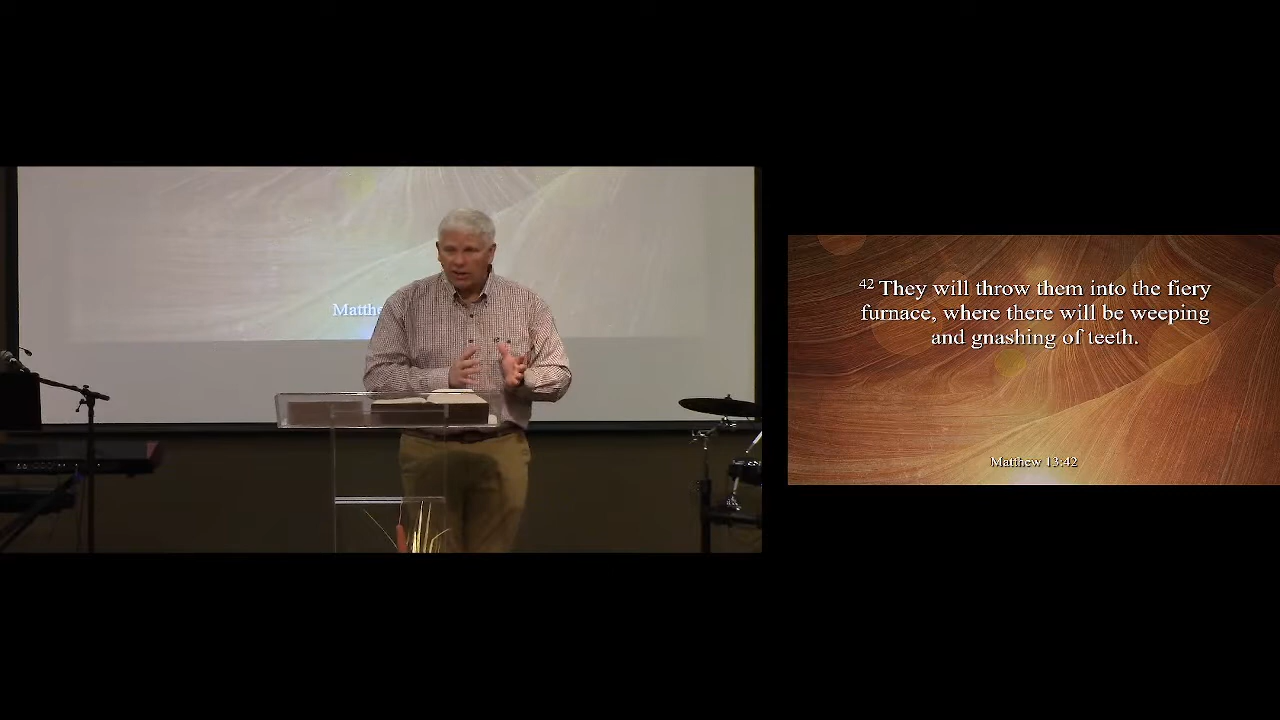 Matthe
42 They will throw them into the fiery
furnace, where there will be weeping
and gnashing of teeth.
Matthew 13:42